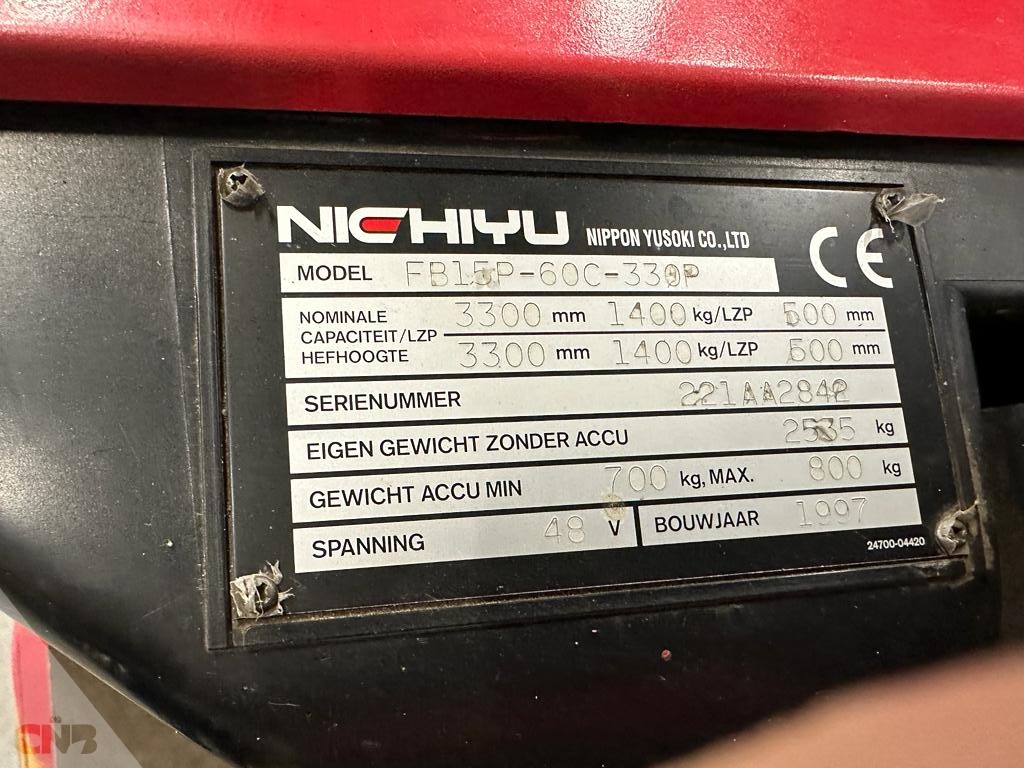 NICHIYU NIPPON YUSOKI CO.,LTD CE
MODEL FB15P-60C-330P
NOMINALE 3300 mm 1400 kg/LZP 500 mm
CAPACITEIT/LZP
HEFHOOGTE 3300 mm 1400 kg/LZP 500 mm
SERIENUMMER 221AA2842
EIGEN GEWICHT ZONDER ACCU 2535 kg
GEWICHT ACCU MIN 700 kg, MAX. 800 kg
SPANNING 48 V BOUWJAAR 1997
24700-04420
CNB